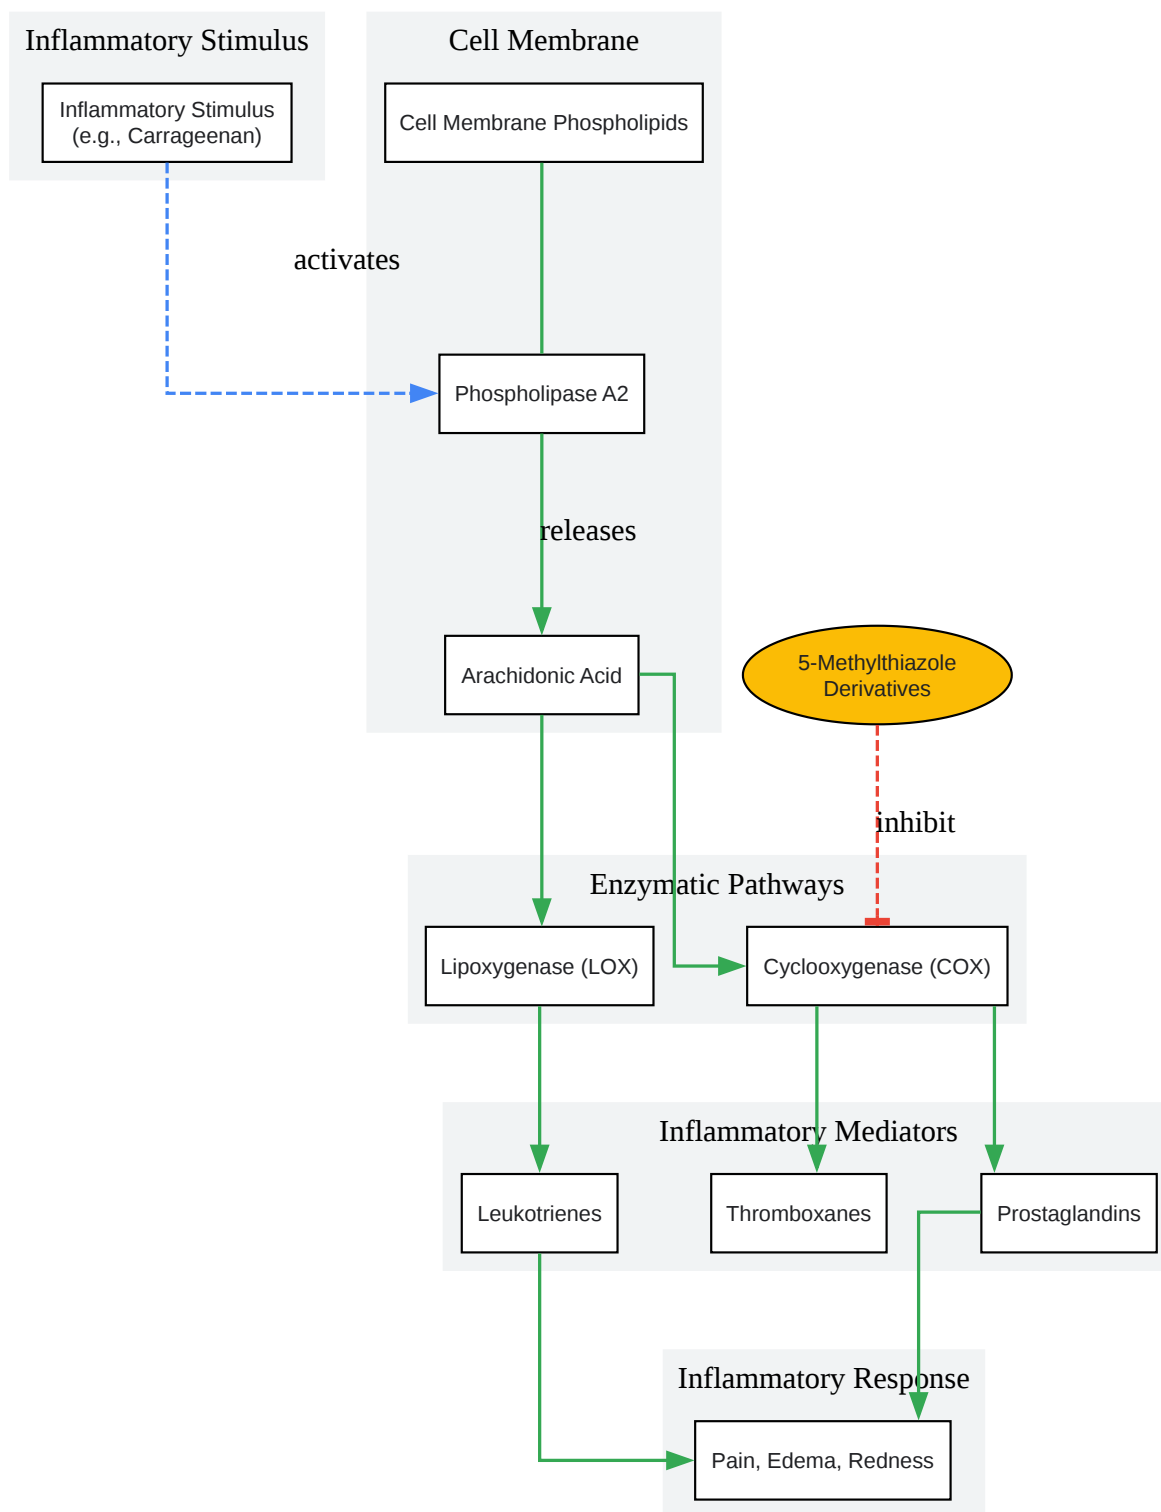 Inflammatory Stimulus
Cell Membrane
Inflammatory Stimulus
(e.g., Carrageenan)
Cell Membrane Phospholipids
activates
Phospholipase A2
releases
Arachidonic Acid
5-Methylthiazole
Derivatives
inhibit
Enzymatic Pathways
Lipoxygenase (LOX)
Cyclooxygenase (COX)
Inflammatory Mediators
Leukotrienes
Thromboxanes
Prostaglandins
Inflammatory Response
Pain, Edema, Redness